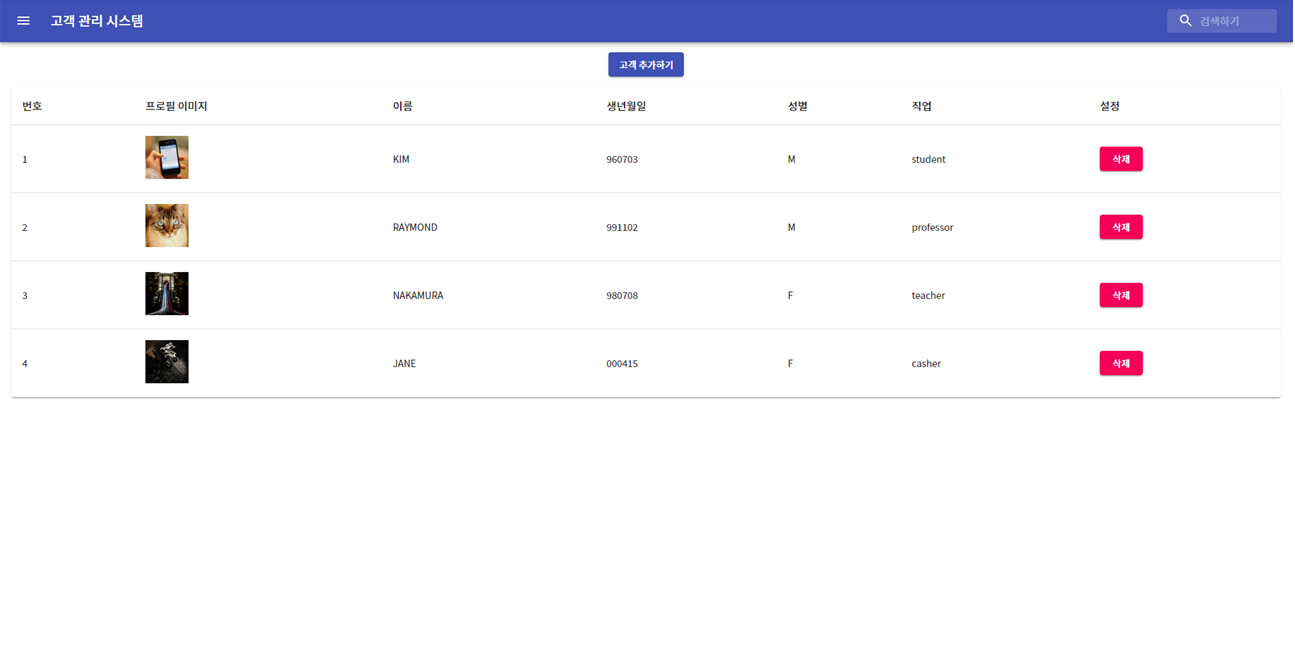 고객 관리 시스템
검색하기
고객 추가하기
번호 프로필 이미지 이름 생년월일 성별 직업 설정
1 KIM 960703 M student 삭제
2 RAYMOND 991102 M professor 삭제
3 NAKAMURA 980708 F teacher 삭제
4 JANE 000415 F casher 삭제